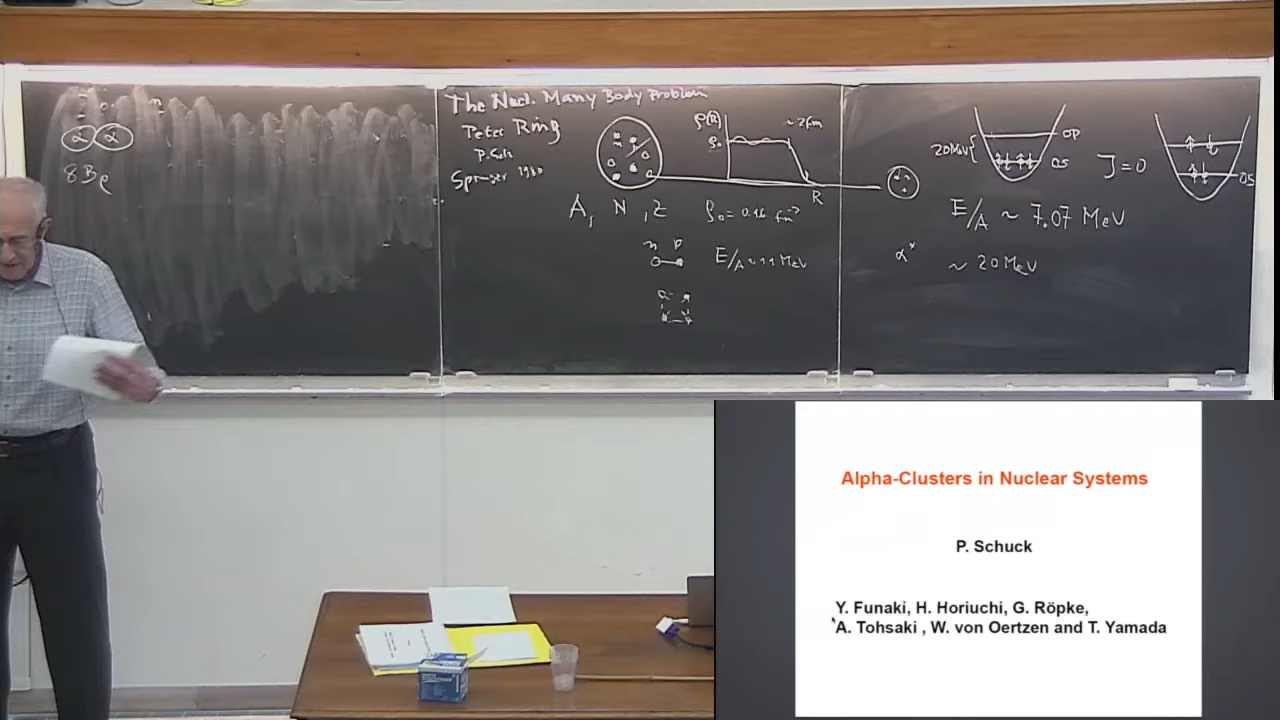 α α
8Be
The Nucl. Many Body Problem
Peter Ring
P.
Springer 1980
ρ(R)
ρ₀
~ 2fm
R
A, N, Z
ρ₀ = 0.16 fm⁻³
n p
E/A ~ 1.1 MeV
20MeV
0p
0s
J=0
0s
E/A ~ 7.07 MeV
α*
~ 20 MeV
Alpha-Clusters in Nuclear Systems
P. Schuck
Y. Funaki, H. Horiuchi, G. Röpke,
A. Tohsaki , W. von Oertzen and T. Yamada